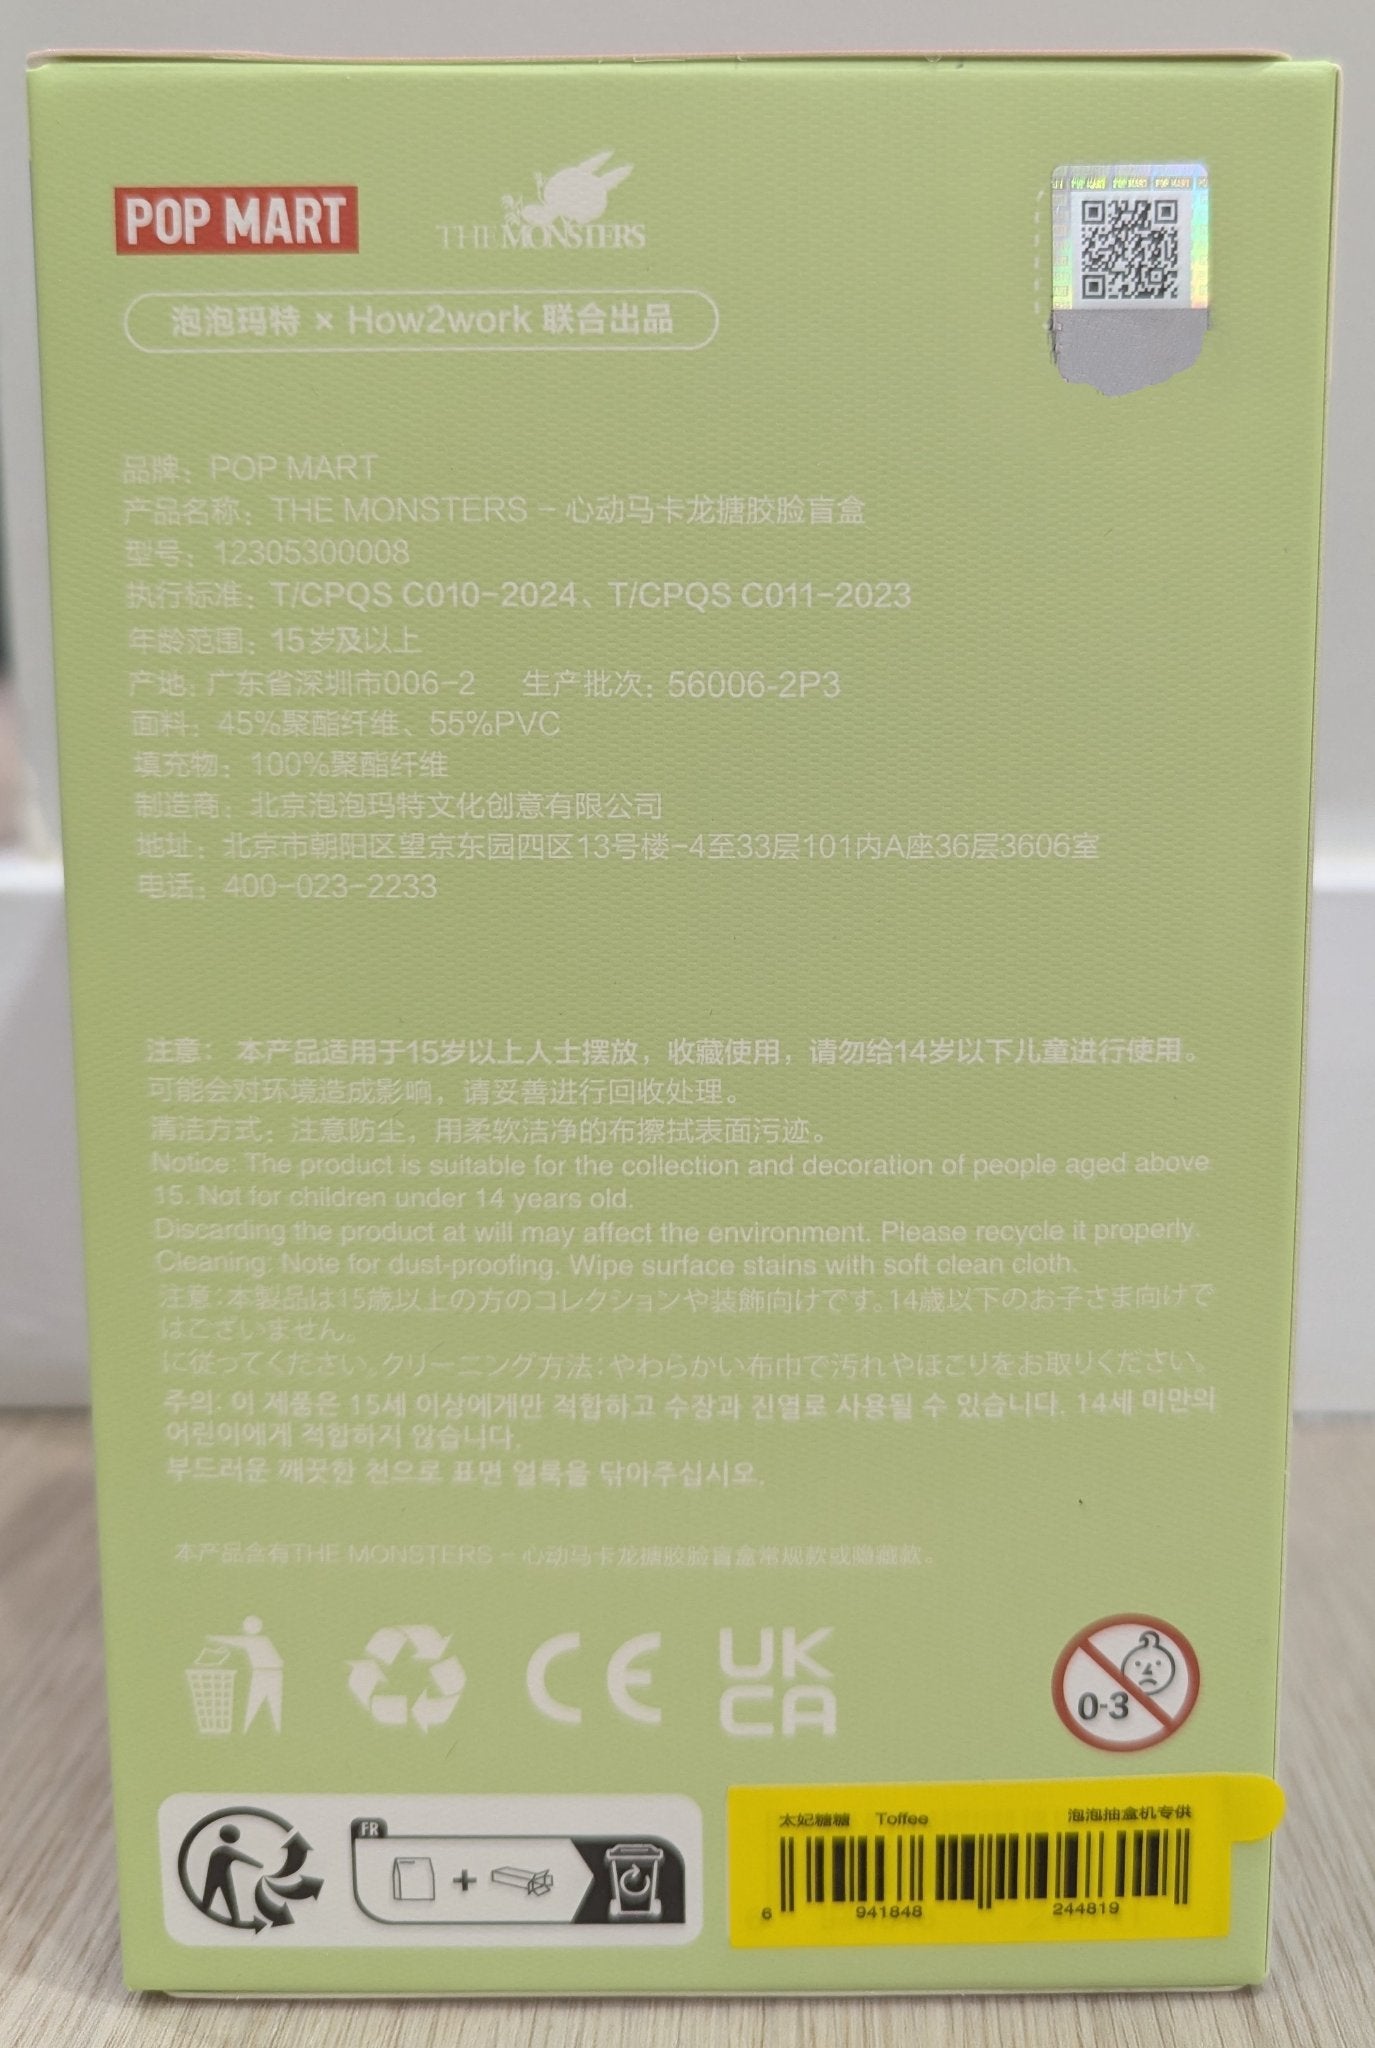 POP MART
THE MONSTERS
泡泡玛特 × How2work 联合出品
品牌：POP MART
产品名称：THE MONSTERS － 心动马卡龙搪胶脸盲盒
型号：12305300008
执行标准：T/CPQS C010-2024、T/CPQS C011-2023
年龄范围：15岁及以上
产地：广东省深圳市006-2 生产批次：56006-2P3
面料：45%聚酯纤维、55%PVC
填充物：100%聚酯纤维
制造商：北京泡泡玛特文化创意有限公司
地址：北京市朝阳区望京东园四区13号楼-4至33层101内A座36层3606室
电话：400-023-2233
注意：本产品适用于15岁以上人士摆放，收藏使用，请勿给14岁以下儿童进行使用。
可能会对环境造成影响，请妥善进行回收处理。
清洁方式：注意防尘，用柔软洁净的布擦拭表面污迹。
Notice: The product is suitable for the collection and decoration of people aged above
15. Not for children under 14 years old.
Discarding the product at will may affect the environment. Please recycle it properly.
Cleaning: Note for dust-proofing. Wipe surface stains with soft clean cloth.
注意：本製品は15歳以上の方のコレクションや装飾向けです。14歳以下のお子さま向けで
はございません。
に従ってください。クリーニング方法：やわらかい布巾で汚れやほこりをお取りください。
주의: 이 제품은 15세 이상에게만 적합하고 수장과 진열로 사용될 수 있습니다. 14세 미만의
어린이에게 적합하지 않습니다.
부드러운 깨끗한 천으로 표면 얼룩을 닦아주십시오.
本产品含有THE MONSTERS － 心动马卡龙搪胶脸盲盒常规款或隐藏款。
CE
UK
CA
0-3
FR
太妃糖糖 Toffee 泡泡抽盒机专供
6 941848 244819